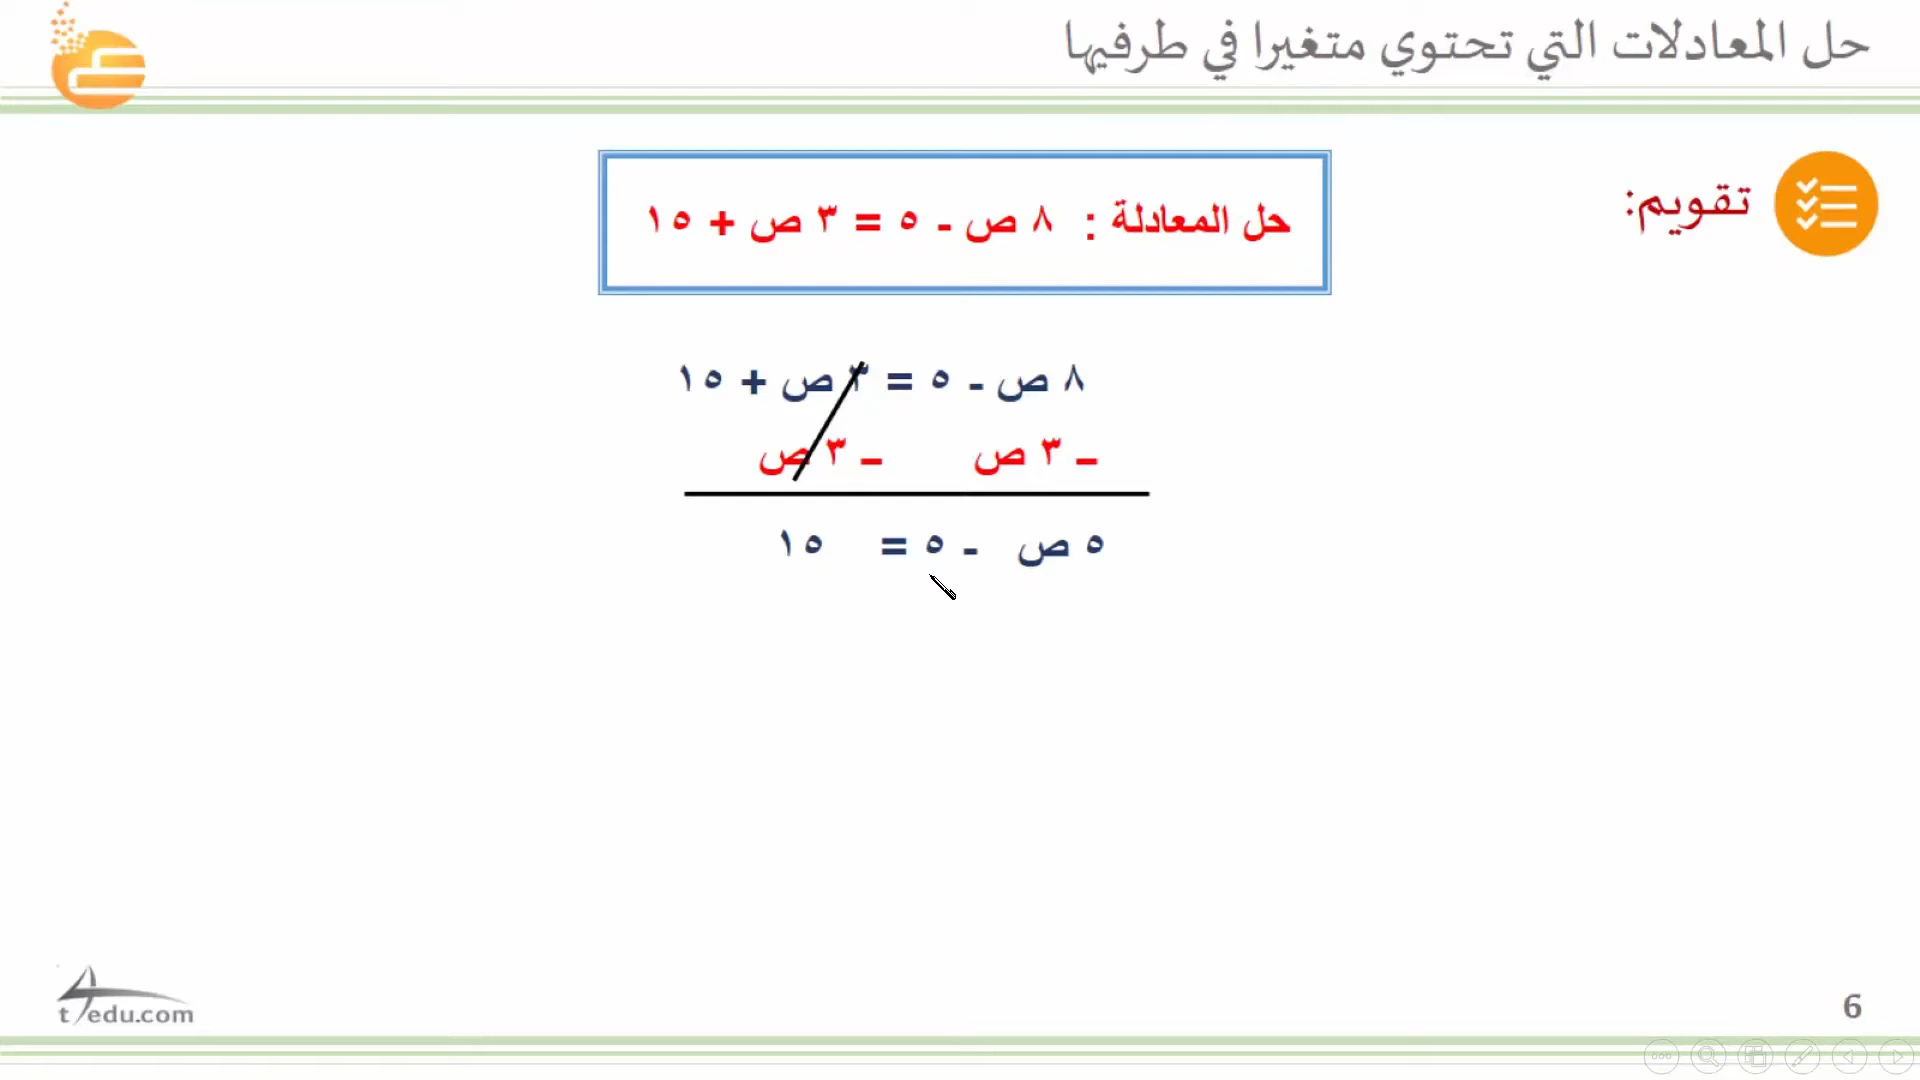 حل المعادلات التي تحتوي متغيرا في طرفيها
تقويم:
حل المعادلة : ٨ ص - ٥ = ٣ ص + ١٥
٨ ص - ٥ = ٣ ص + ١٥
– ٣ ص – ٣ ص
٥ ص - ٥ = ١٥
t4edu.com
6